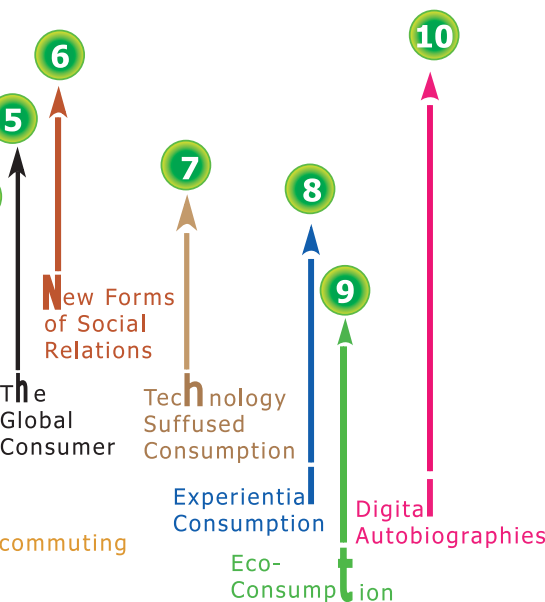 10
6
5
7
8
9
New Forms
of Social
Relations
The
Global
Consumer
Technology
Suffused
Consumption
Experiential
Consumption
Digital
Autobiographies
commuting
Eco-
Consumption